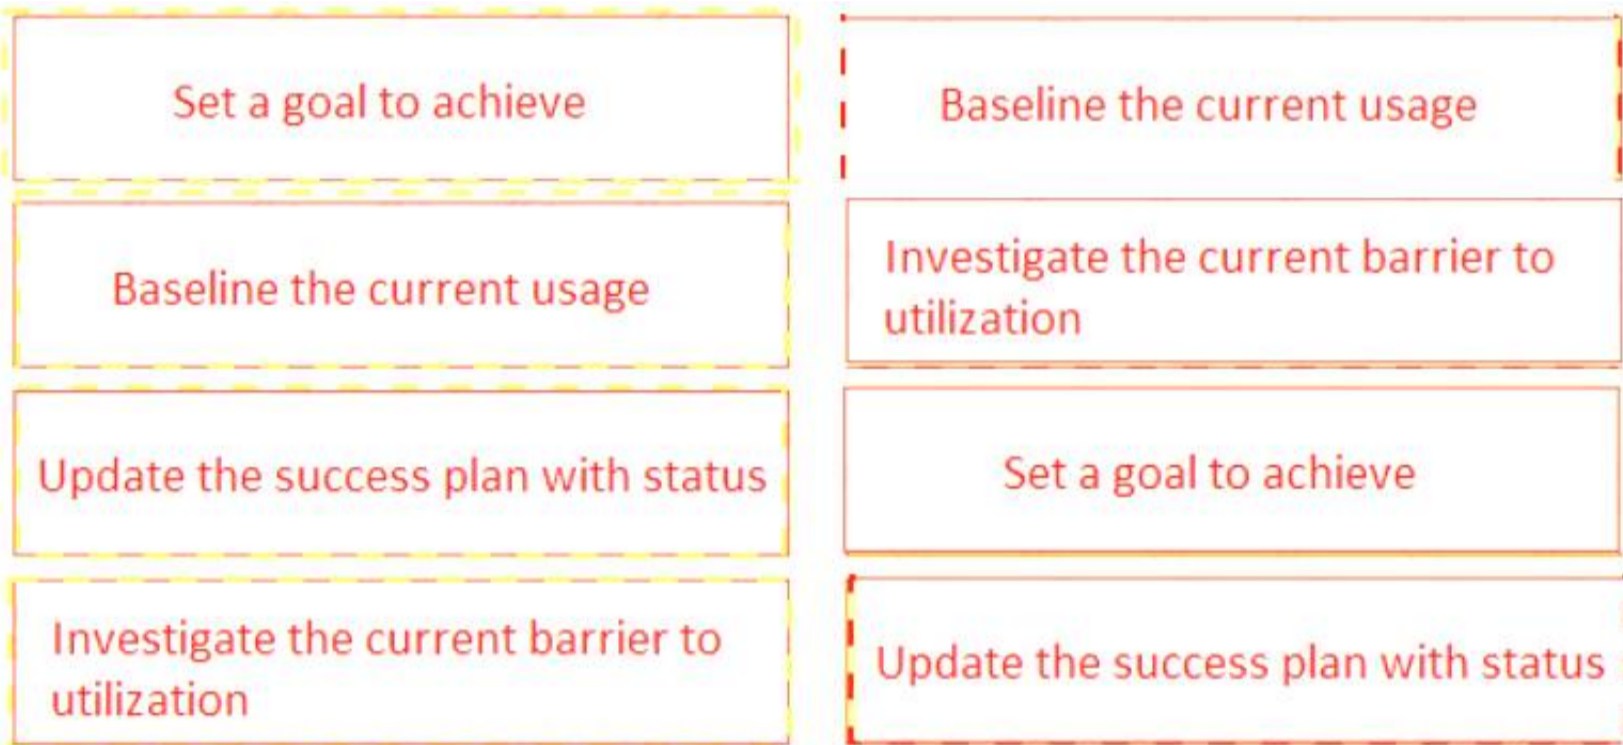 Set a goal to achieve
Baseline the current usage
Update the success plan with status
Investigate the current barrier to
utilization
Baseline the current usage
Investigate the current barrier to
utilization
Set a goal to achieve
Update the success plan with status